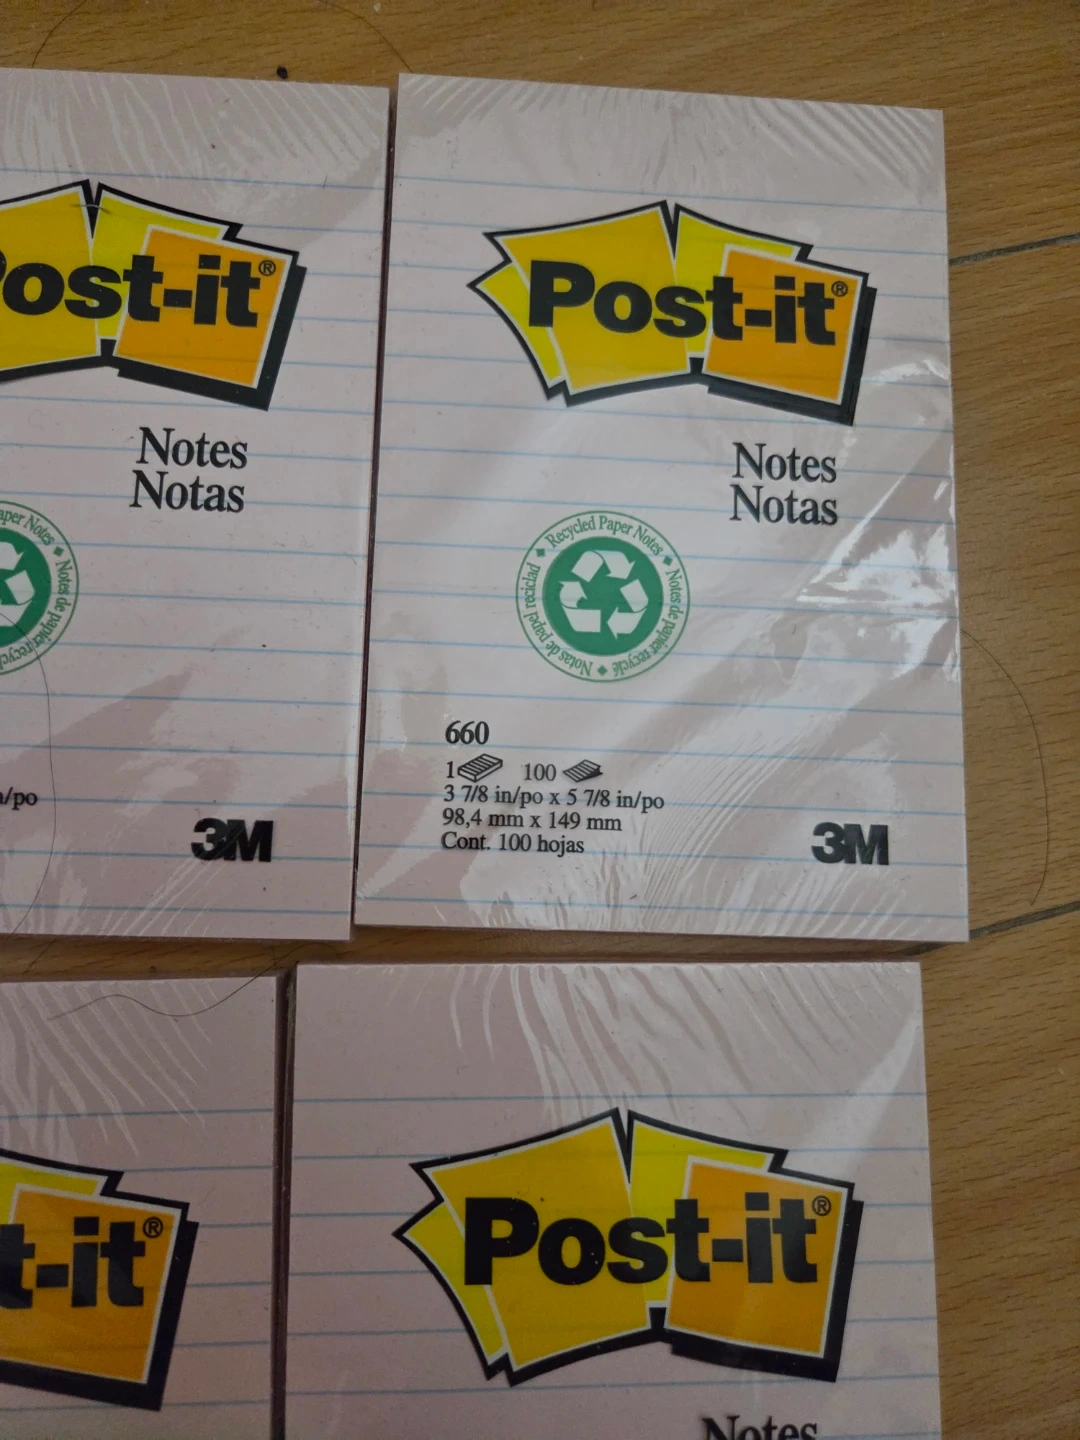 Post-it®
Notes
Notas
aper Notes ◆ Notes de papier recyclé
/po
3M
Post-it®
Notes
Notas
Recycled Paper Notes ◆ Notes de papier recyclé ◆ Notas de papel reciclad ◆
660
1 100
3 7/8 in/po x 5 7/8 in/po
98,4 mm x 149 mm
Cont. 100 hojas
3M
t-it®
Post-it®
Notes